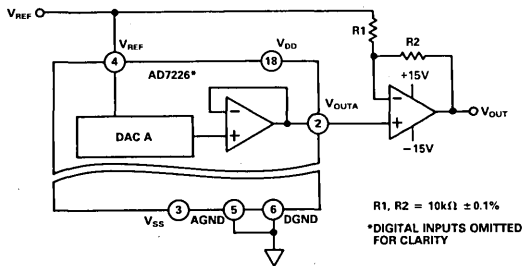 VREF
R1
R2
VREF
VDD
4
AD7226*
18
+15V
VOUTA
−
+
2
−
+
VOUT
DAC A
−15V
VSS
3
AGND
5
6
DGND
R1, R2 = 10kΩ ±0.1%
*DIGITAL INPUTS OMITTED
FOR CLARITY